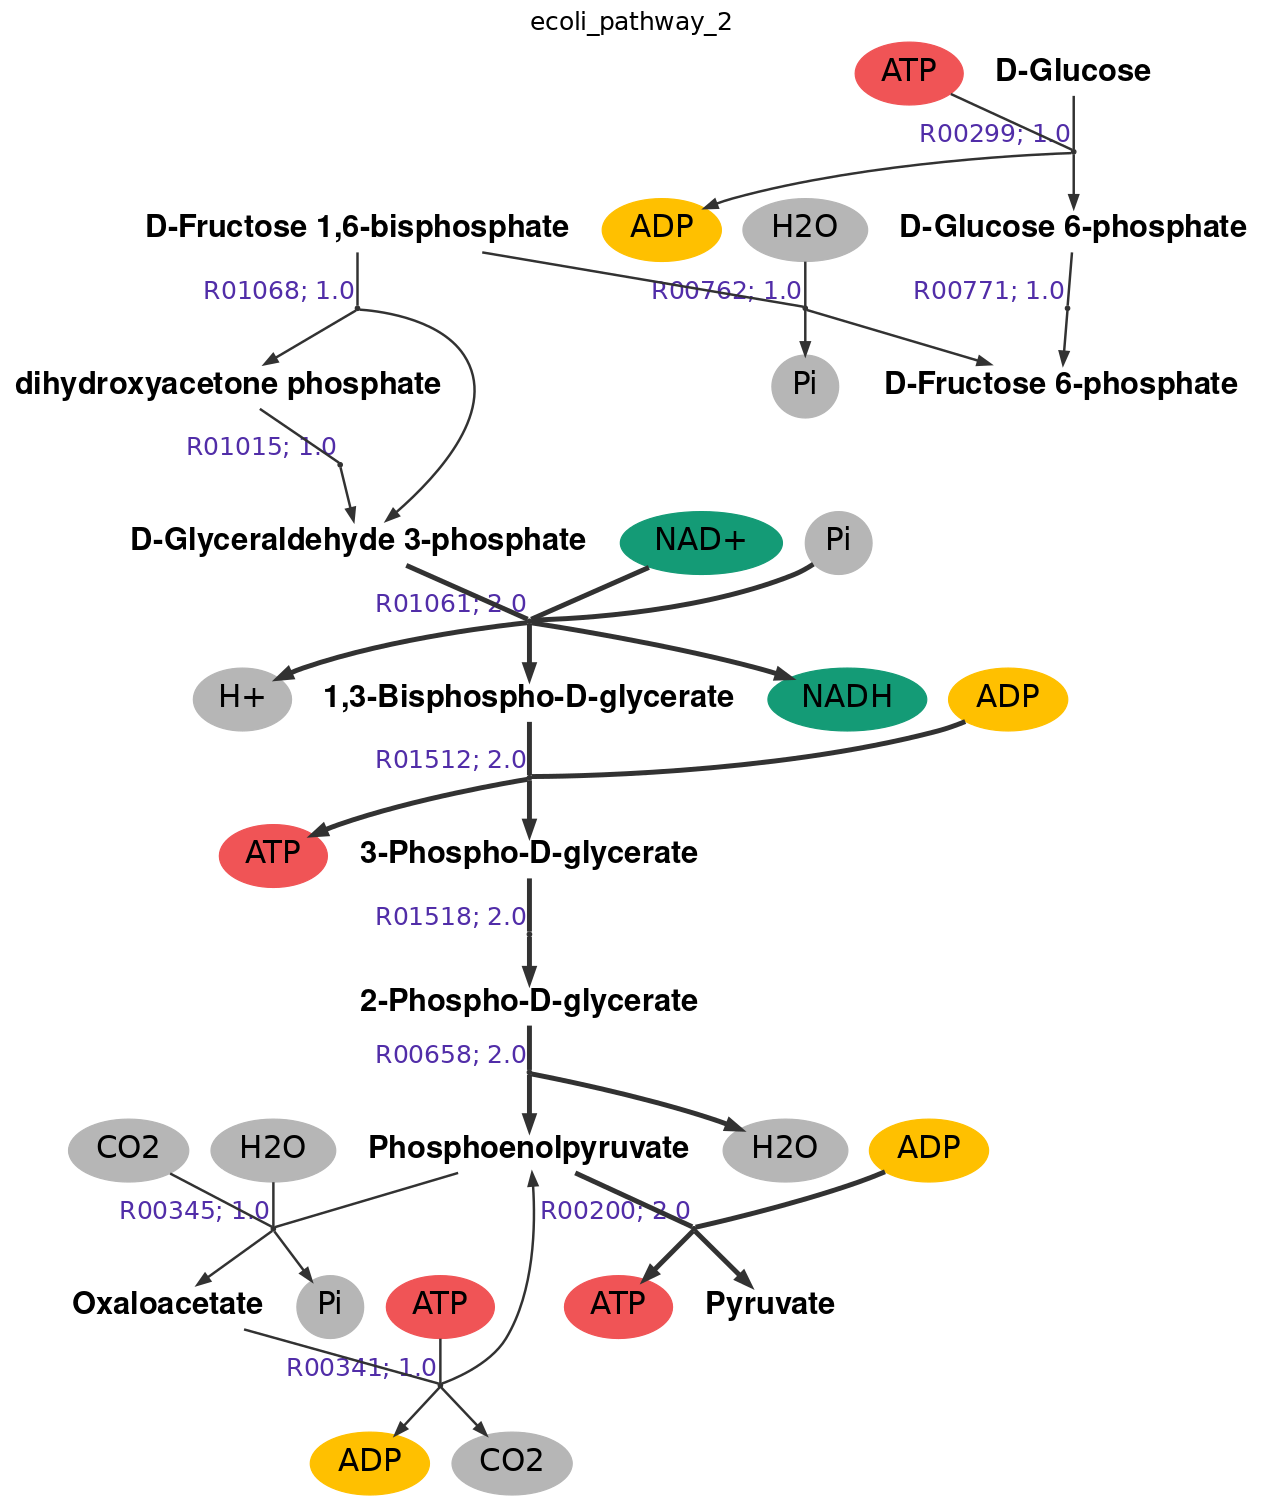 ecoli_pathway_2
ATP
D-Glucose
R00299; 1.0
D-Fructose 1,6-bisphosphate
ADP
H2O
D-Glucose 6-phosphate
R01068; 1.0
R00762; 1.0
R00771; 1.0
dihydroxyacetone phosphate
Pi
D-Fructose 6-phosphate
R01015; 1.0
D-Glyceraldehyde 3-phosphate
NAD+
Pi
R01061; 2.0
H+
1,3-Bisphospho-D-glycerate
NADH
ADP
R01512; 2.0
ATP
3-Phospho-D-glycerate
R01518; 2.0
2-Phospho-D-glycerate
R00658; 2.0
CO2
H2O
Phosphoenolpyruvate
H2O
ADP
R00345; 1.0
R00200; 2.0
Oxaloacetate
Pi
ATP
ATP
Pyruvate
R00341; 1.0
ADP
CO2